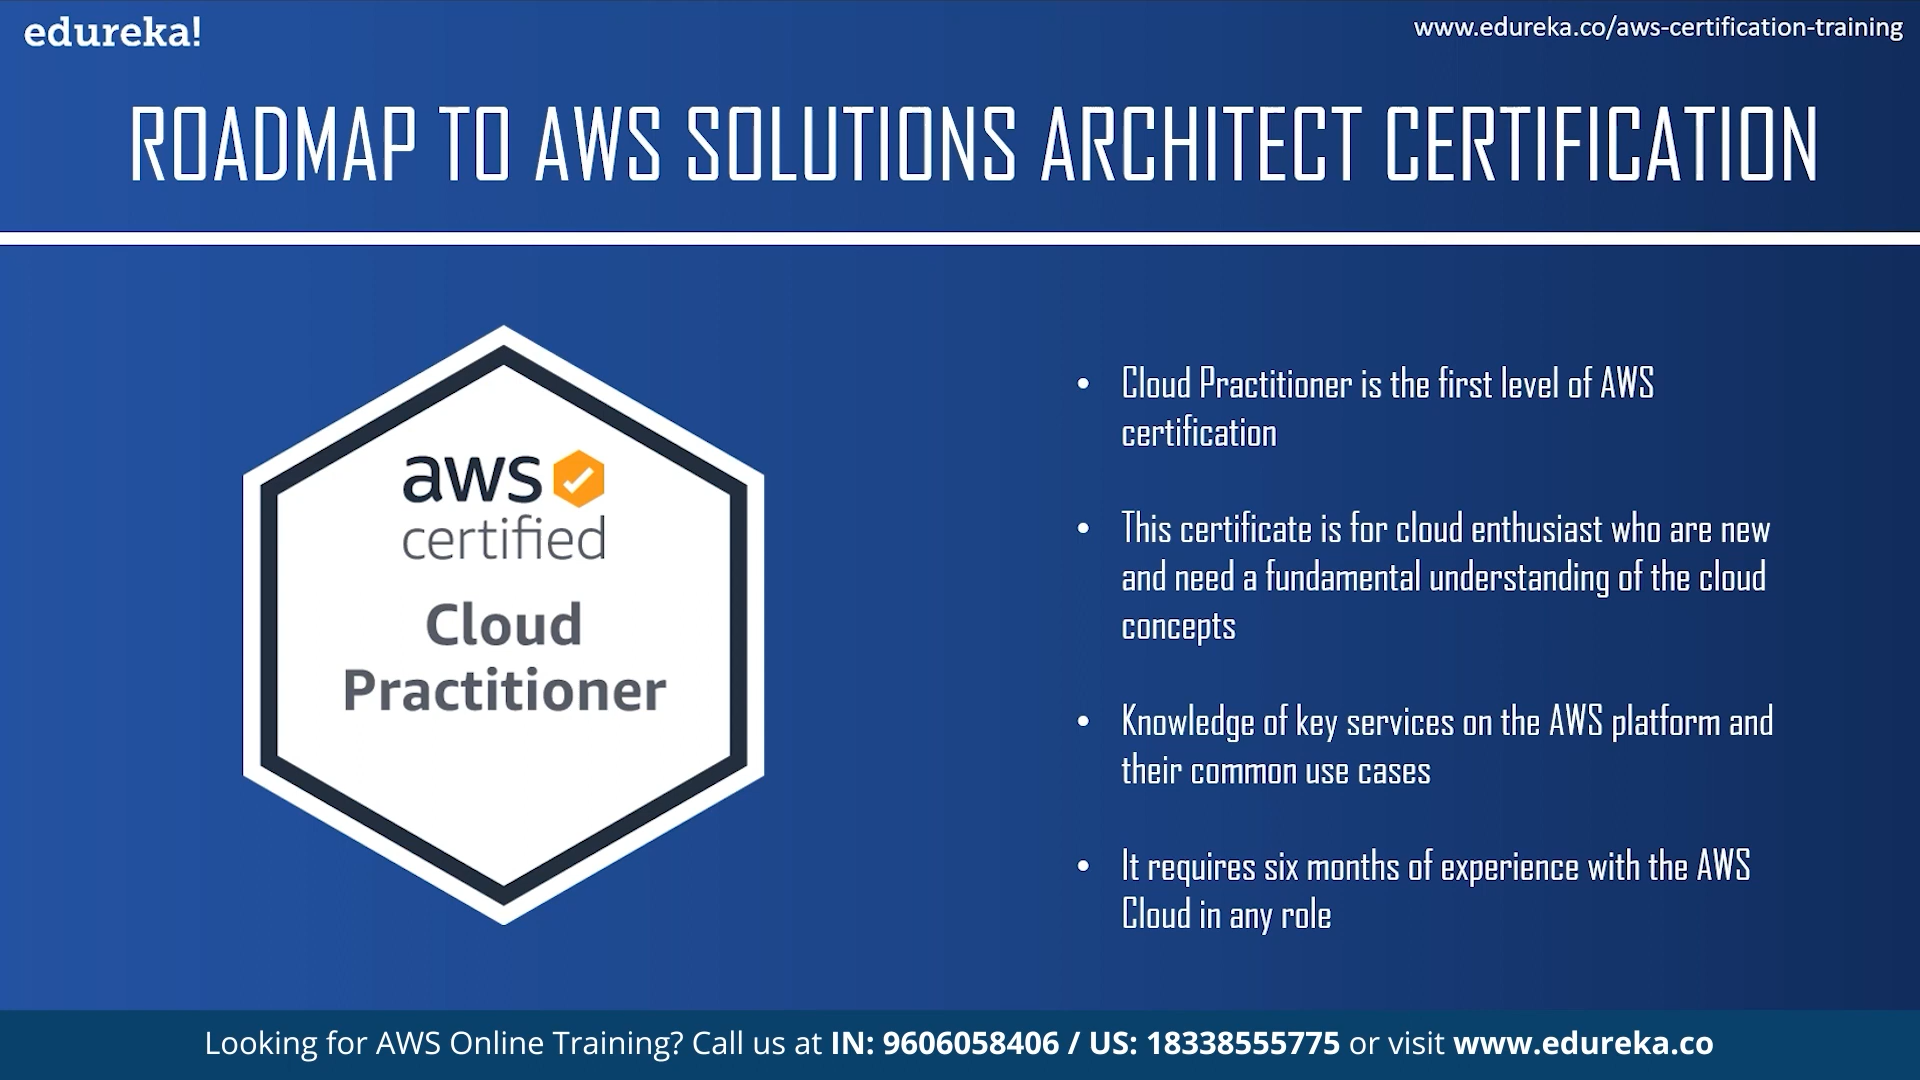 edureka!
www.edureka.co/aws-certification-training
ROADMAP TO AWS SOLUTIONS ARCHITECT CERTIFICATION
aws
certified
Cloud
Practitioner
• Cloud Practitioner is the first level of AWS
certification
• This certificate is for cloud enthusiast who are new
and need a fundamental understanding of the cloud
concepts
• Knowledge of key services on the AWS platform and
their common use cases
• It requires six months of experience with the AWS
Cloud in any role
Looking for AWS Online Training? Call us at IN: 9606058406 / US: 18338555775 or visit www.edureka.co